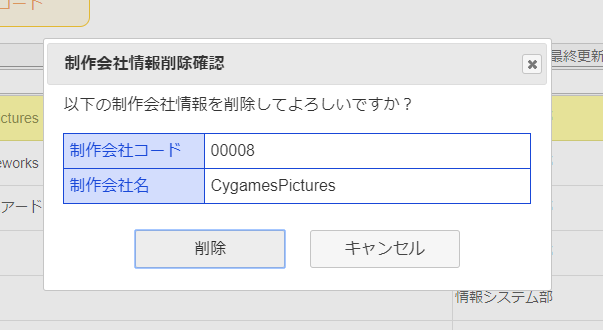 コード
最終更新
制作会社情報削除確認
以下の制作会社情報を削除してよろしいですか？
ctures
制作会社コード 00008
eworks
制作会社名 CygamesPictures
アード
削除 キャンセル
情報システム部